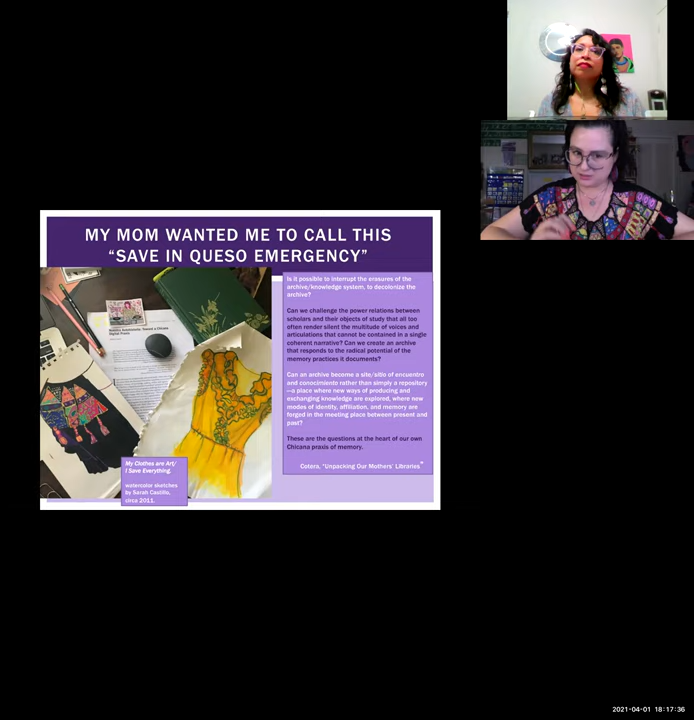 MY MOM WANTED ME TO CALL THIS
“SAVE IN QUESO EMERGENCY”
Is it possible to interrupt the erasures of the
archive/knowledge system, to decolonize the
archive?
Can we challenge the power relations between
scholars and their objects of study that all too
often render silent the multitude of voices and
articulations that cannot be contained in a single
coherent narrative? Can we create an archive
that responds to the radical potential of the
memory practices it documents?
Can an archive become a site/sitio of encuentro
and conocimiento rather than simply a repository
—a place where new ways of producing and
exchanging knowledge are explored, where new
modes of identity, affiliation, and memory are
forged in the meeting place between present and
past?
These are the questions at the heart of our own
Chicana praxis of memory.
Cotera, “Unpacking Our Mothers’ Libraries”
My Clothes are Art/
I Save Everything,
watercolor sketches
by Sarah Castillo,
circa 2011.
2021-04-01 18:17:36